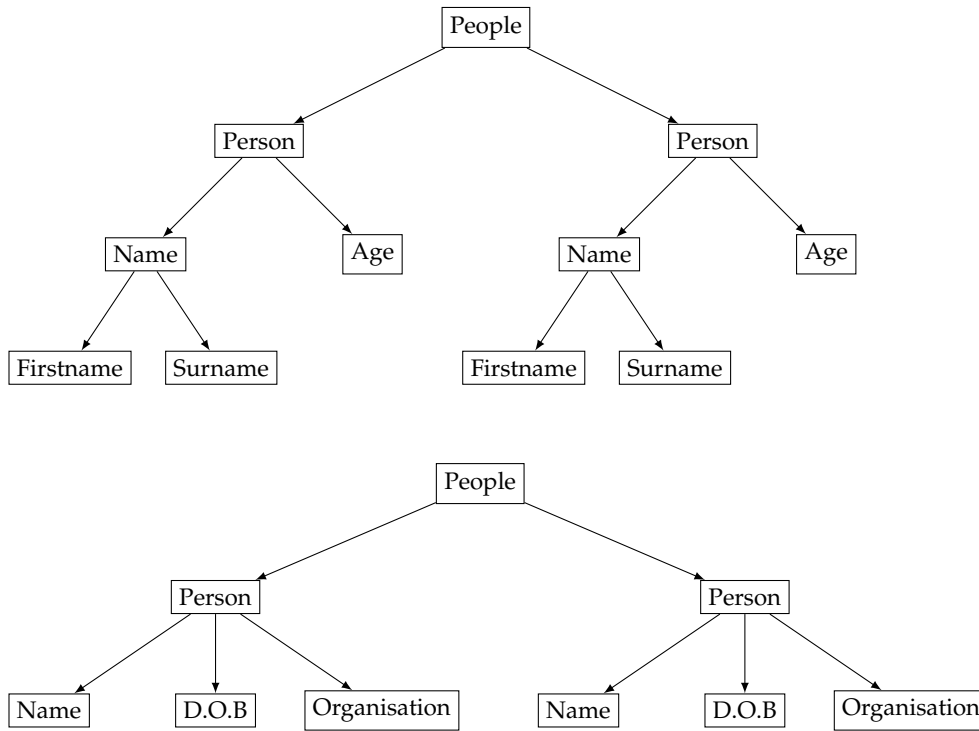 People
Person Person
Name Age Name Age
Firstname Surname Firstname Surname
People
Person Person
Name D.O.B Organisation Name D.O.B Organisation